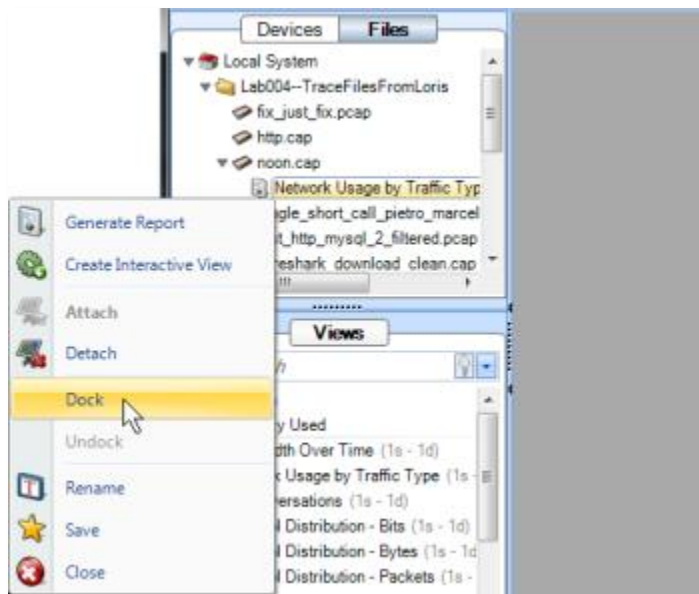 Devices Files
Local System
Lab004--TraceFilesFromLoris
fix_just_fix.pcap
http.cap
noon.cap
Network Usage by Traffic Typ
gle_short_call_pietro_marcel
t_http_mysql_2_filtered.pcap
eshark_download_clean.cap
Generate Report
Create Interactive View
Attach
Detach
Dock
Undock
Rename
Save
Close
Views
h
y Used
dth Over Time (1s - 1d)
k Usage by Traffic Type (1s -
ersations (1s - 1d)
l Distribution - Bits (1s - 1d)
l Distribution - Bytes (1s - 1d
l Distribution - Packets (1s -